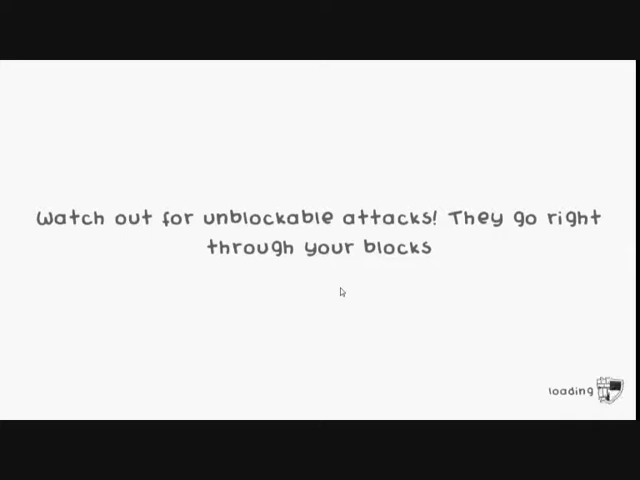 Watch out for unblockable attacks! They go right
through your blocks
loading